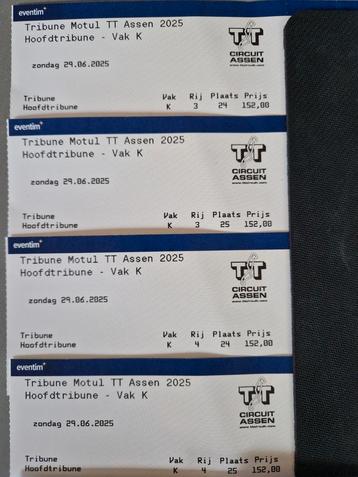 eventim
Tribune Motul TT Assen 2025
Hoofdtribune - Vak K
zondag 29.06.2025
TT
CIRCUIT
ASSEN
Tribune Vak Rij Plaats Prijs
Hoofdtribune K 3 24 152,00
eventim
Tribune Motul TT Assen 2025
Hoofdtribune - Vak K
zondag 29.06.2025
TT
CIRCUIT
ASSEN
Tribune Vak Rij Plaats Prijs
Hoofdtribune K 3 25 152,00
eventim
Tribune Motul TT Assen 2025
Hoofdtribune - Vak K
zondag 29.06.2025
TT
CIRCUIT
ASSEN
Tribune Vak Rij Plaats Prijs
Hoofdtribune K 4 24 152,00
eventim
Tribune Motul TT Assen 2025
Hoofdtribune - Vak K
zondag 29.06.2025
TT
CIRCUIT
ASSEN
Tribune Vak Rij Plaats Prijs
Hoofdtribune K 4 25 152,00